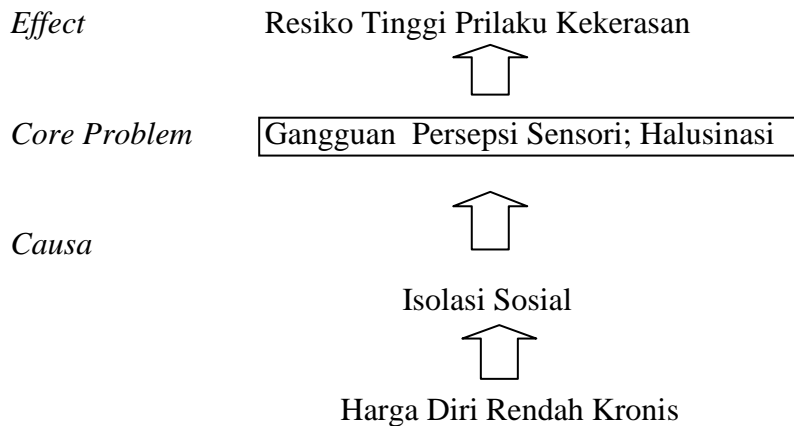 Effect Resiko Tinggi Prilaku Kekerasan
Core Problem Gangguan Persepsi Sensori; Halusinasi
Causa
Isolasi Sosial
Harga Diri Rendah Kronis